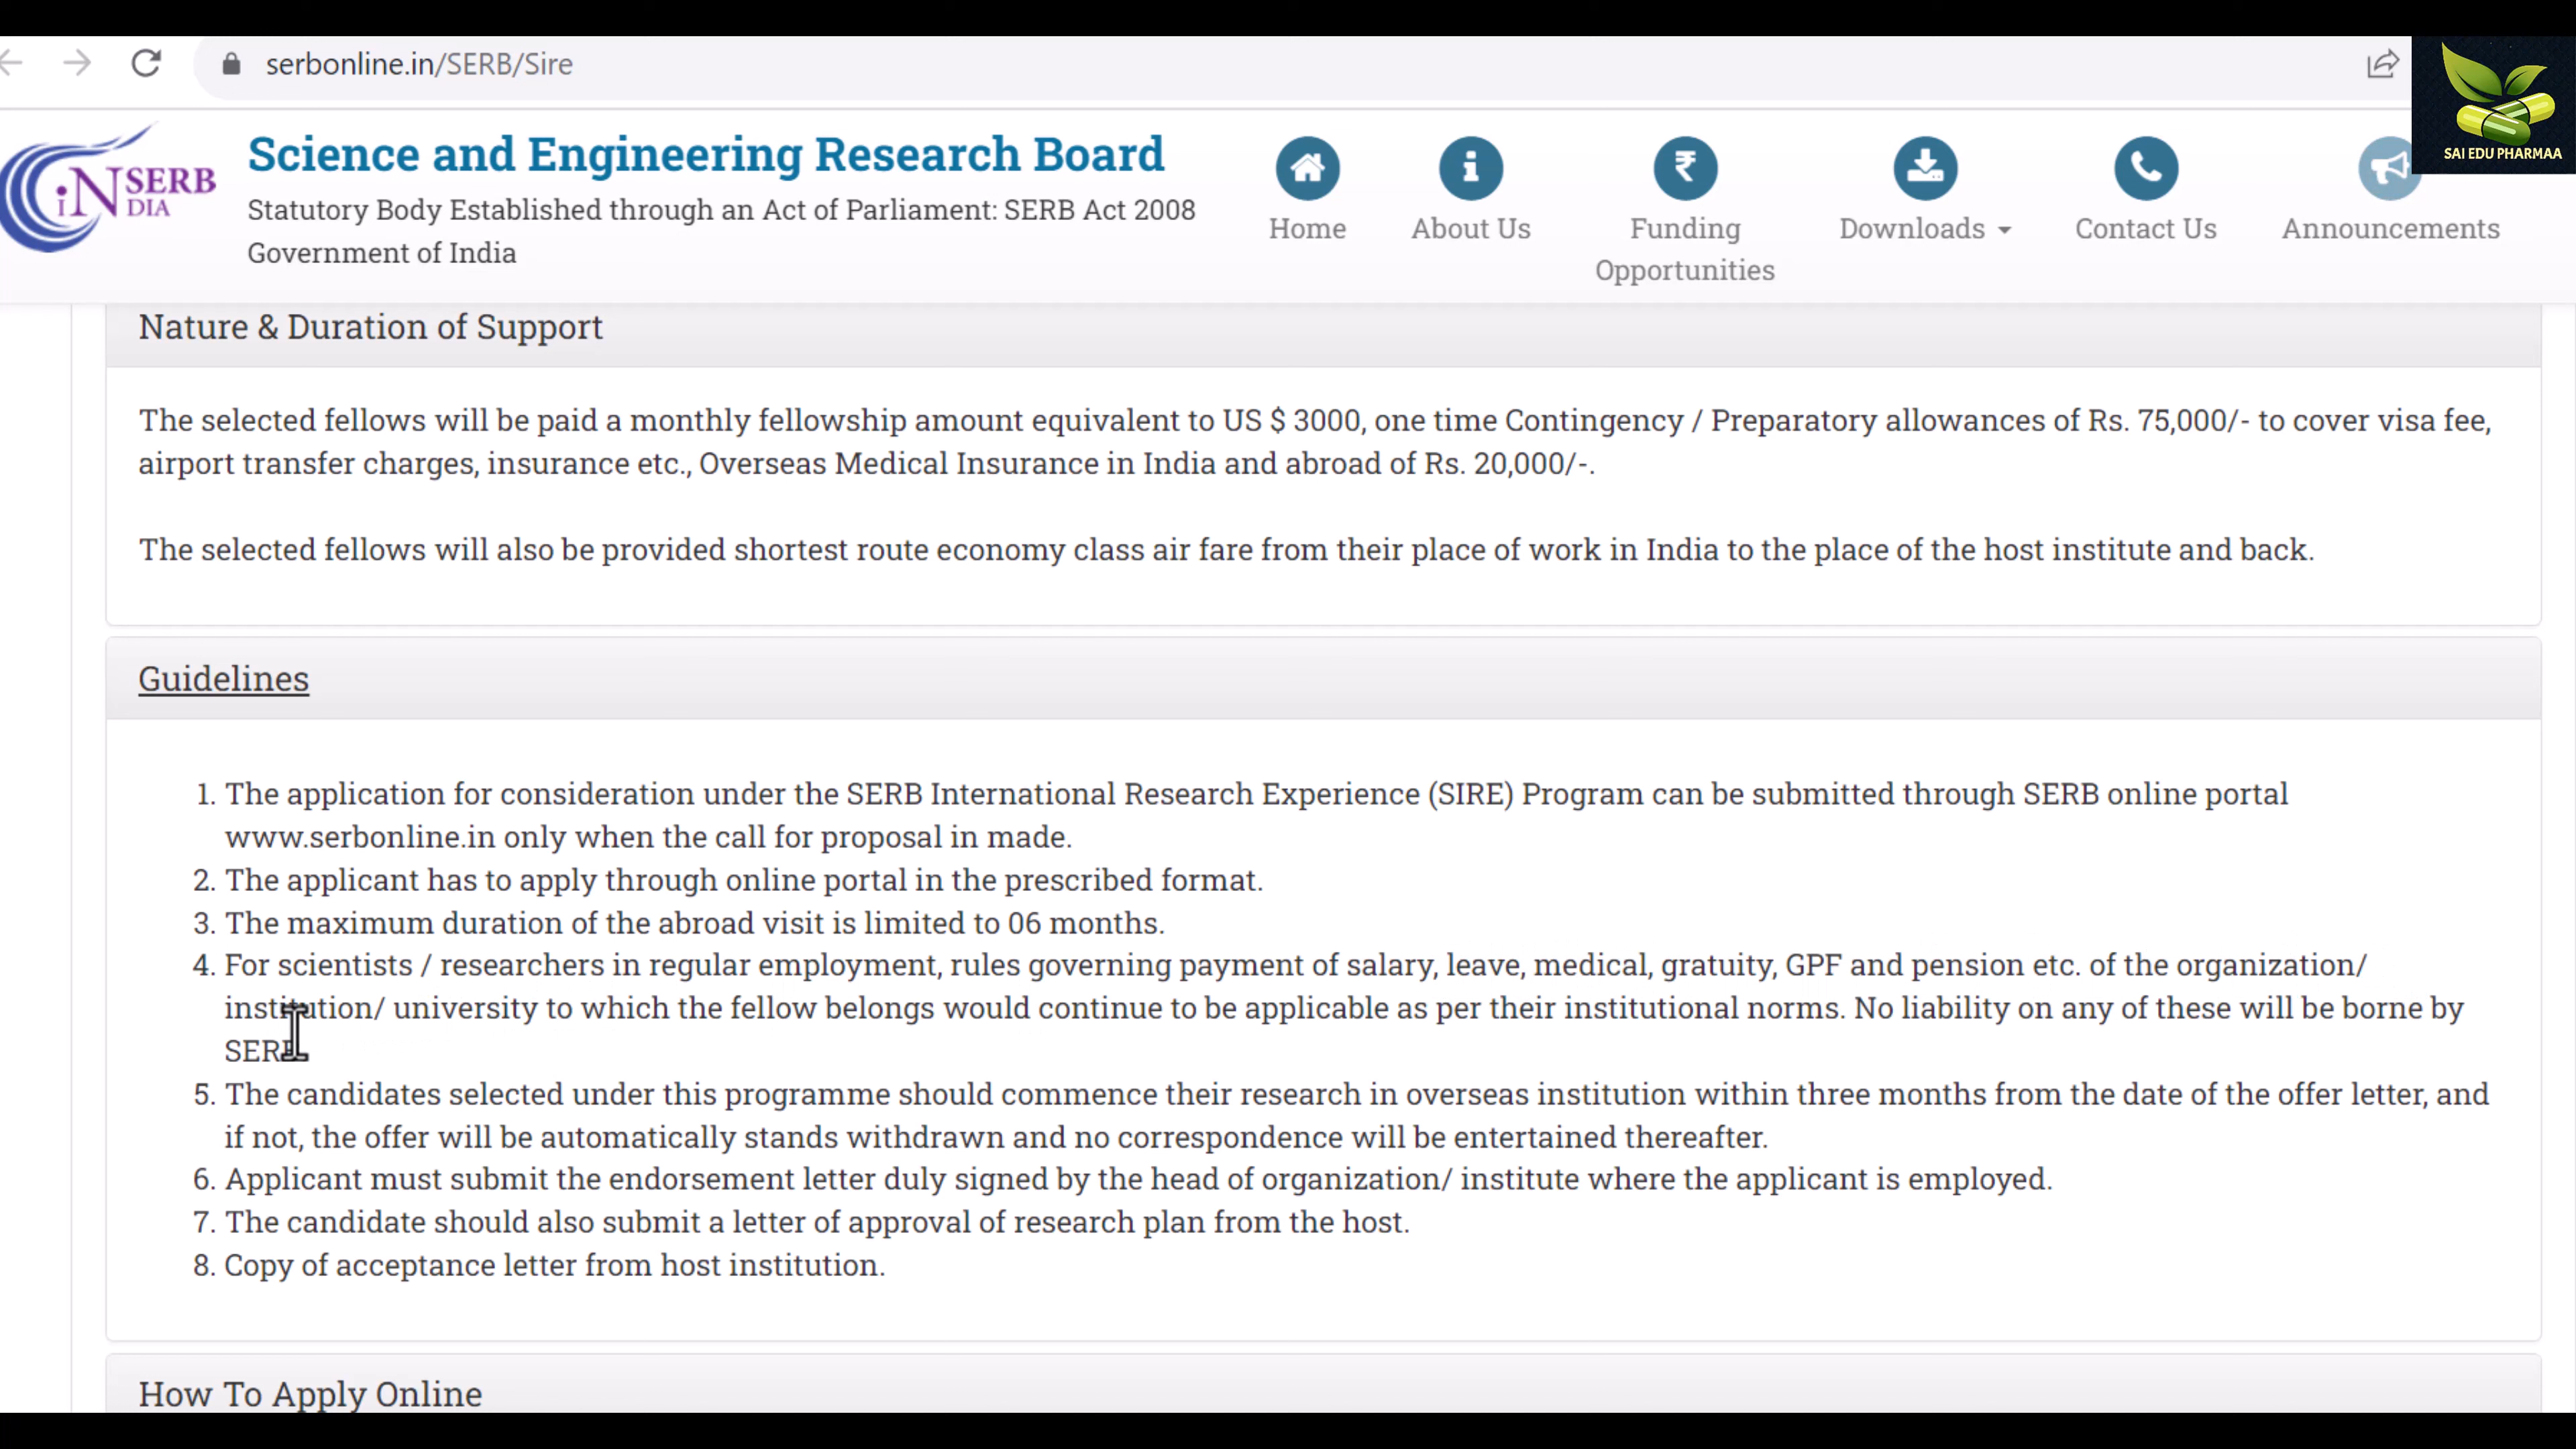 serbonline.in/SERB/Sire
SAI EDU PHARMAA
iN SERB
DIA
Science and Engineering Research Board
Statutory Body Established through an Act of Parliament: SERB Act 2008
Government of India
Home
About Us
Funding
Opportunities
Downloads
Contact Us
Announcements
Nature & Duration of Support
The selected fellows will be paid a monthly fellowship amount equivalent to US $ 3000, one time Contingency / Preparatory allowances of Rs. 75,000/- to cover visa fee,
airport transfer charges, insurance etc., Overseas Medical Insurance in India and abroad of Rs. 20,000/-.
The selected fellows will also be provided shortest route economy class air fare from their place of work in India to the place of the host institute and back.
Guidelines
1. The application for consideration under the SERB International Research Experience (SIRE) Program can be submitted through SERB online portal
www.serbonline.in only when the call for proposal in made.
2. The applicant has to apply through online portal in the prescribed format.
3. The maximum duration of the abroad visit is limited to 06 months.
4. For scientists / researchers in regular employment, rules governing payment of salary, leave, medical, gratuity, GPF and pension etc. of the organization/
institution/ university to which the fellow belongs would continue to be applicable as per their institutional norms. No liability on any of these will be borne by
SERB
5. The candidates selected under this programme should commence their research in overseas institution within three months from the date of the offer letter, and
if not, the offer will be automatically stands withdrawn and no correspondence will be entertained thereafter.
6. Applicant must submit the endorsement letter duly signed by the head of organization/ institute where the applicant is employed.
7. The candidate should also submit a letter of approval of research plan from the host.
8. Copy of acceptance letter from host institution.
How To Apply Online